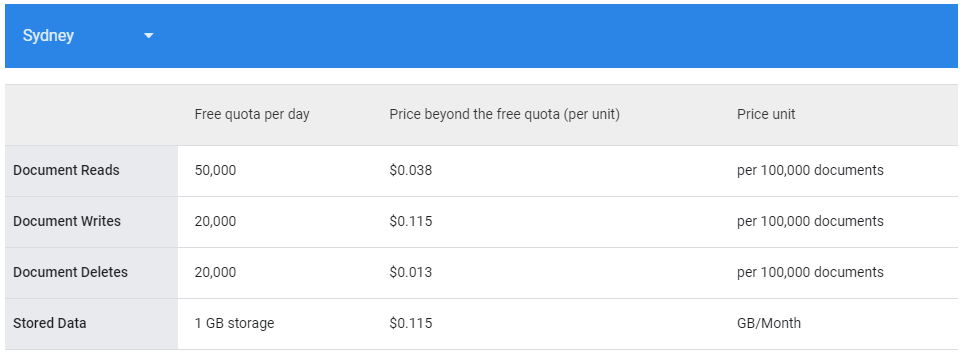 Sydney
Free quota per day Price beyond the free quota (per unit) Price unit
Document Reads 50,000 $0.038 per 100,000 documents
Document Writes 20,000 $0.115 per 100,000 documents
Document Deletes 20,000 $0.013 per 100,000 documents
Stored Data 1 GB storage $0.115 GB/Month